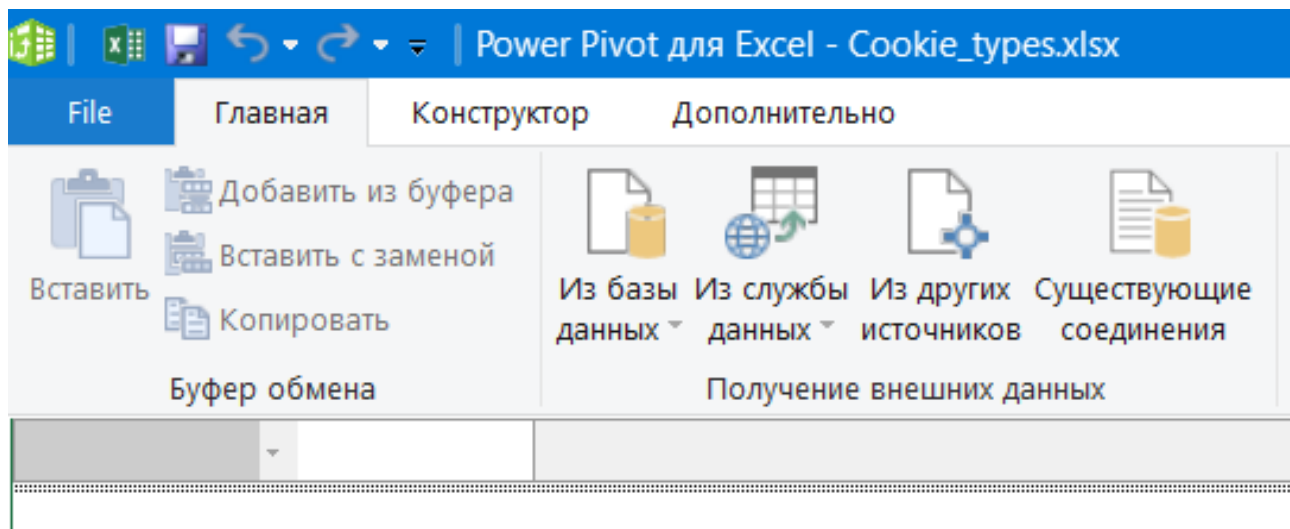 Power Pivot для Excel - Cookie_types.xlsx
File Главная Конструктор Дополнительно
Вставить
Добавить из буфера
Вставить с заменой
Копировать
Буфер обмена
Из базы
данных
Из службы
данных
Из других
источников
Существующие
соединения
Получение внешних данных